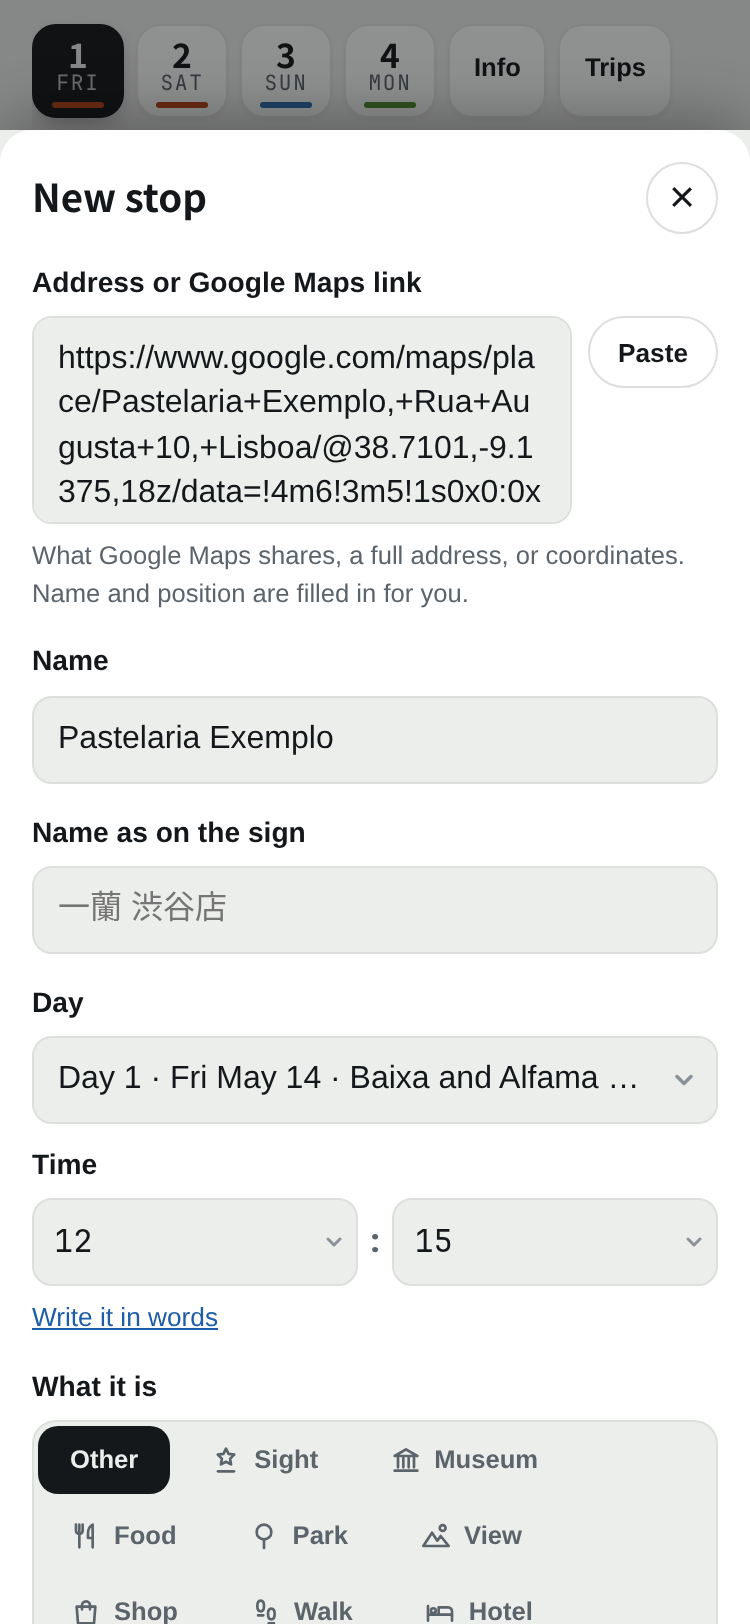 1 2 3 4 Info Trips
FRI SAT SUN MON
New stop
Address or Google Maps link
https://www.google.com/maps/pla
ce/Pastelaria+Exemplo,+Rua+Au
gusta+10,+Lisboa/@38.7101,-9.1
375,18z/data=!4m6!3m5!1s0x0:0x
Paste
What Google Maps shares, a full address, or coordinates.
Name and position are filled in for you.
Name
Pastelaria Exemplo
Name as on the sign
一蘭 渋谷店
Day
Day 1 · Fri May 14 · Baixa and Alfama …
Time
12 : 15
Write it in words
What it is
Other Sight Museum
Food Park View
Shop Walk Hotel